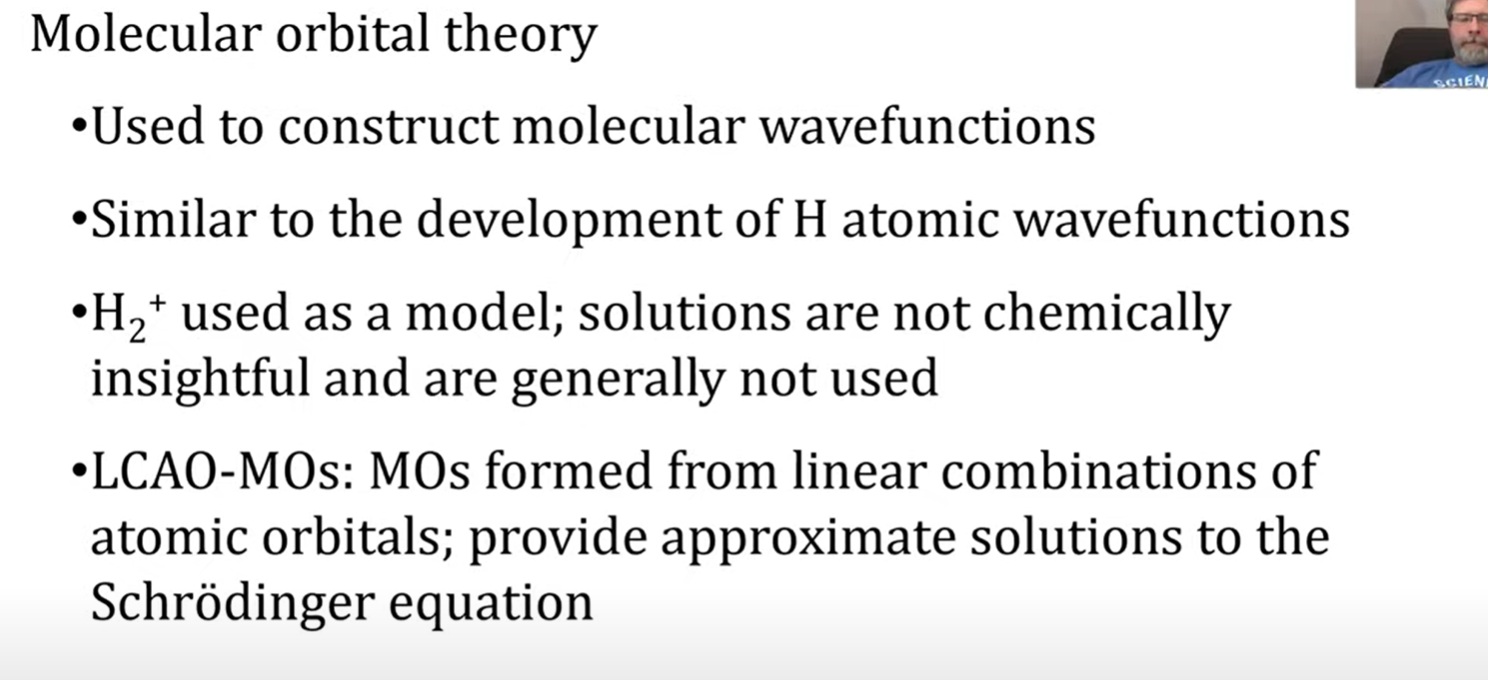 Molecular orbital theory
•Used to construct molecular wavefunctions
•Similar to the development of H atomic wavefunctions
•H₂⁺ used as a model; solutions are not chemically
insightful and are generally not used
•LCAO-MOs: MOs formed from linear combinations of
atomic orbitals; provide approximate solutions to the
Schrödinger equation
SCIEN